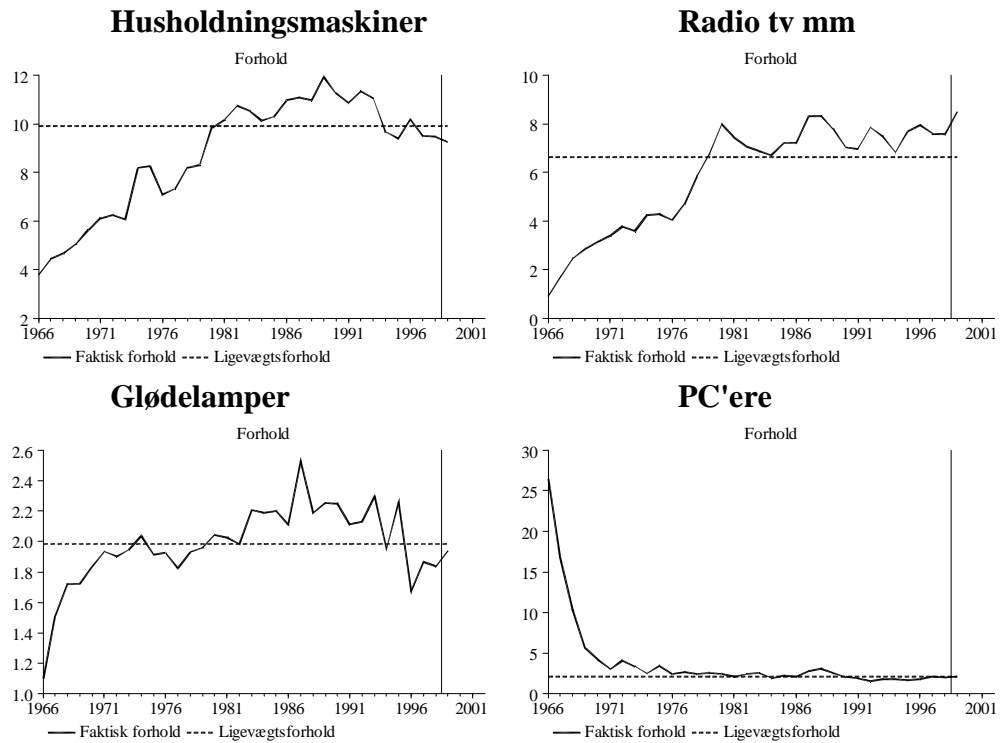 Husholdningsmaskiner
Forhold
12
10
8
6
4
2
1966 1971 1976 1981 1986 1991 1996 2001
Faktisk forhold Ligevægtsforhold
Radio tv mm
Forhold
10
8
6
4
2
0
1966 1971 1976 1981 1986 1991 1996 2001
Faktisk forhold Ligevægtsforhold
Glødelamper
Forhold
2.6
2.4
2.2
2.0
1.8
1.6
1.4
1.2
1.0
1966 1971 1976 1981 1986 1991 1996 2001
Faktisk forhold Ligevægtsforhold
PC'ere
Forhold
30
25
20
15
10
5
0
1966 1971 1976 1981 1986 1991 1996 2001
Faktisk forhold Ligevægtsforhold